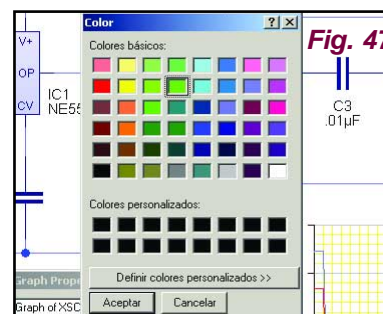 Color
Colores básicos:
V+
OP
CV
IC1
NE55
Fig. 47
C3
.01µF
Colores personalizados:
Definir colores personalizados >>
Aceptar
Cancelar
Graph Prope
Graph of XSC